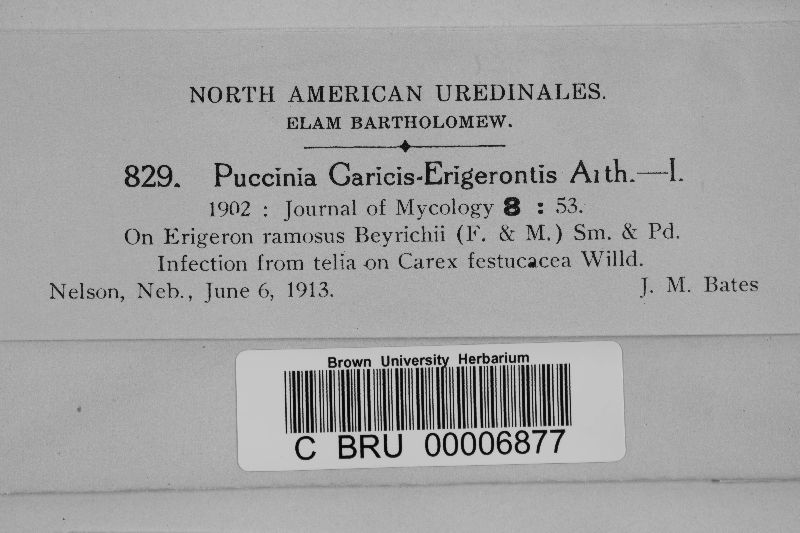 NORTH AMERICAN UREDINALES.
ELAM BARTHOLOMEW.
829. Puccinia Caricis-Erigerontis Arth.—I.
1902 : Journal of Mycology 8 : 53.
On Erigeron ramosus Beyrichii (F. & M.) Sm. & Pd.
Infection from telia on Carex festucacea Willd.
Nelson, Neb., June 6, 1913. J. M. Bates
Brown University Herbarium
C BRU 00006877